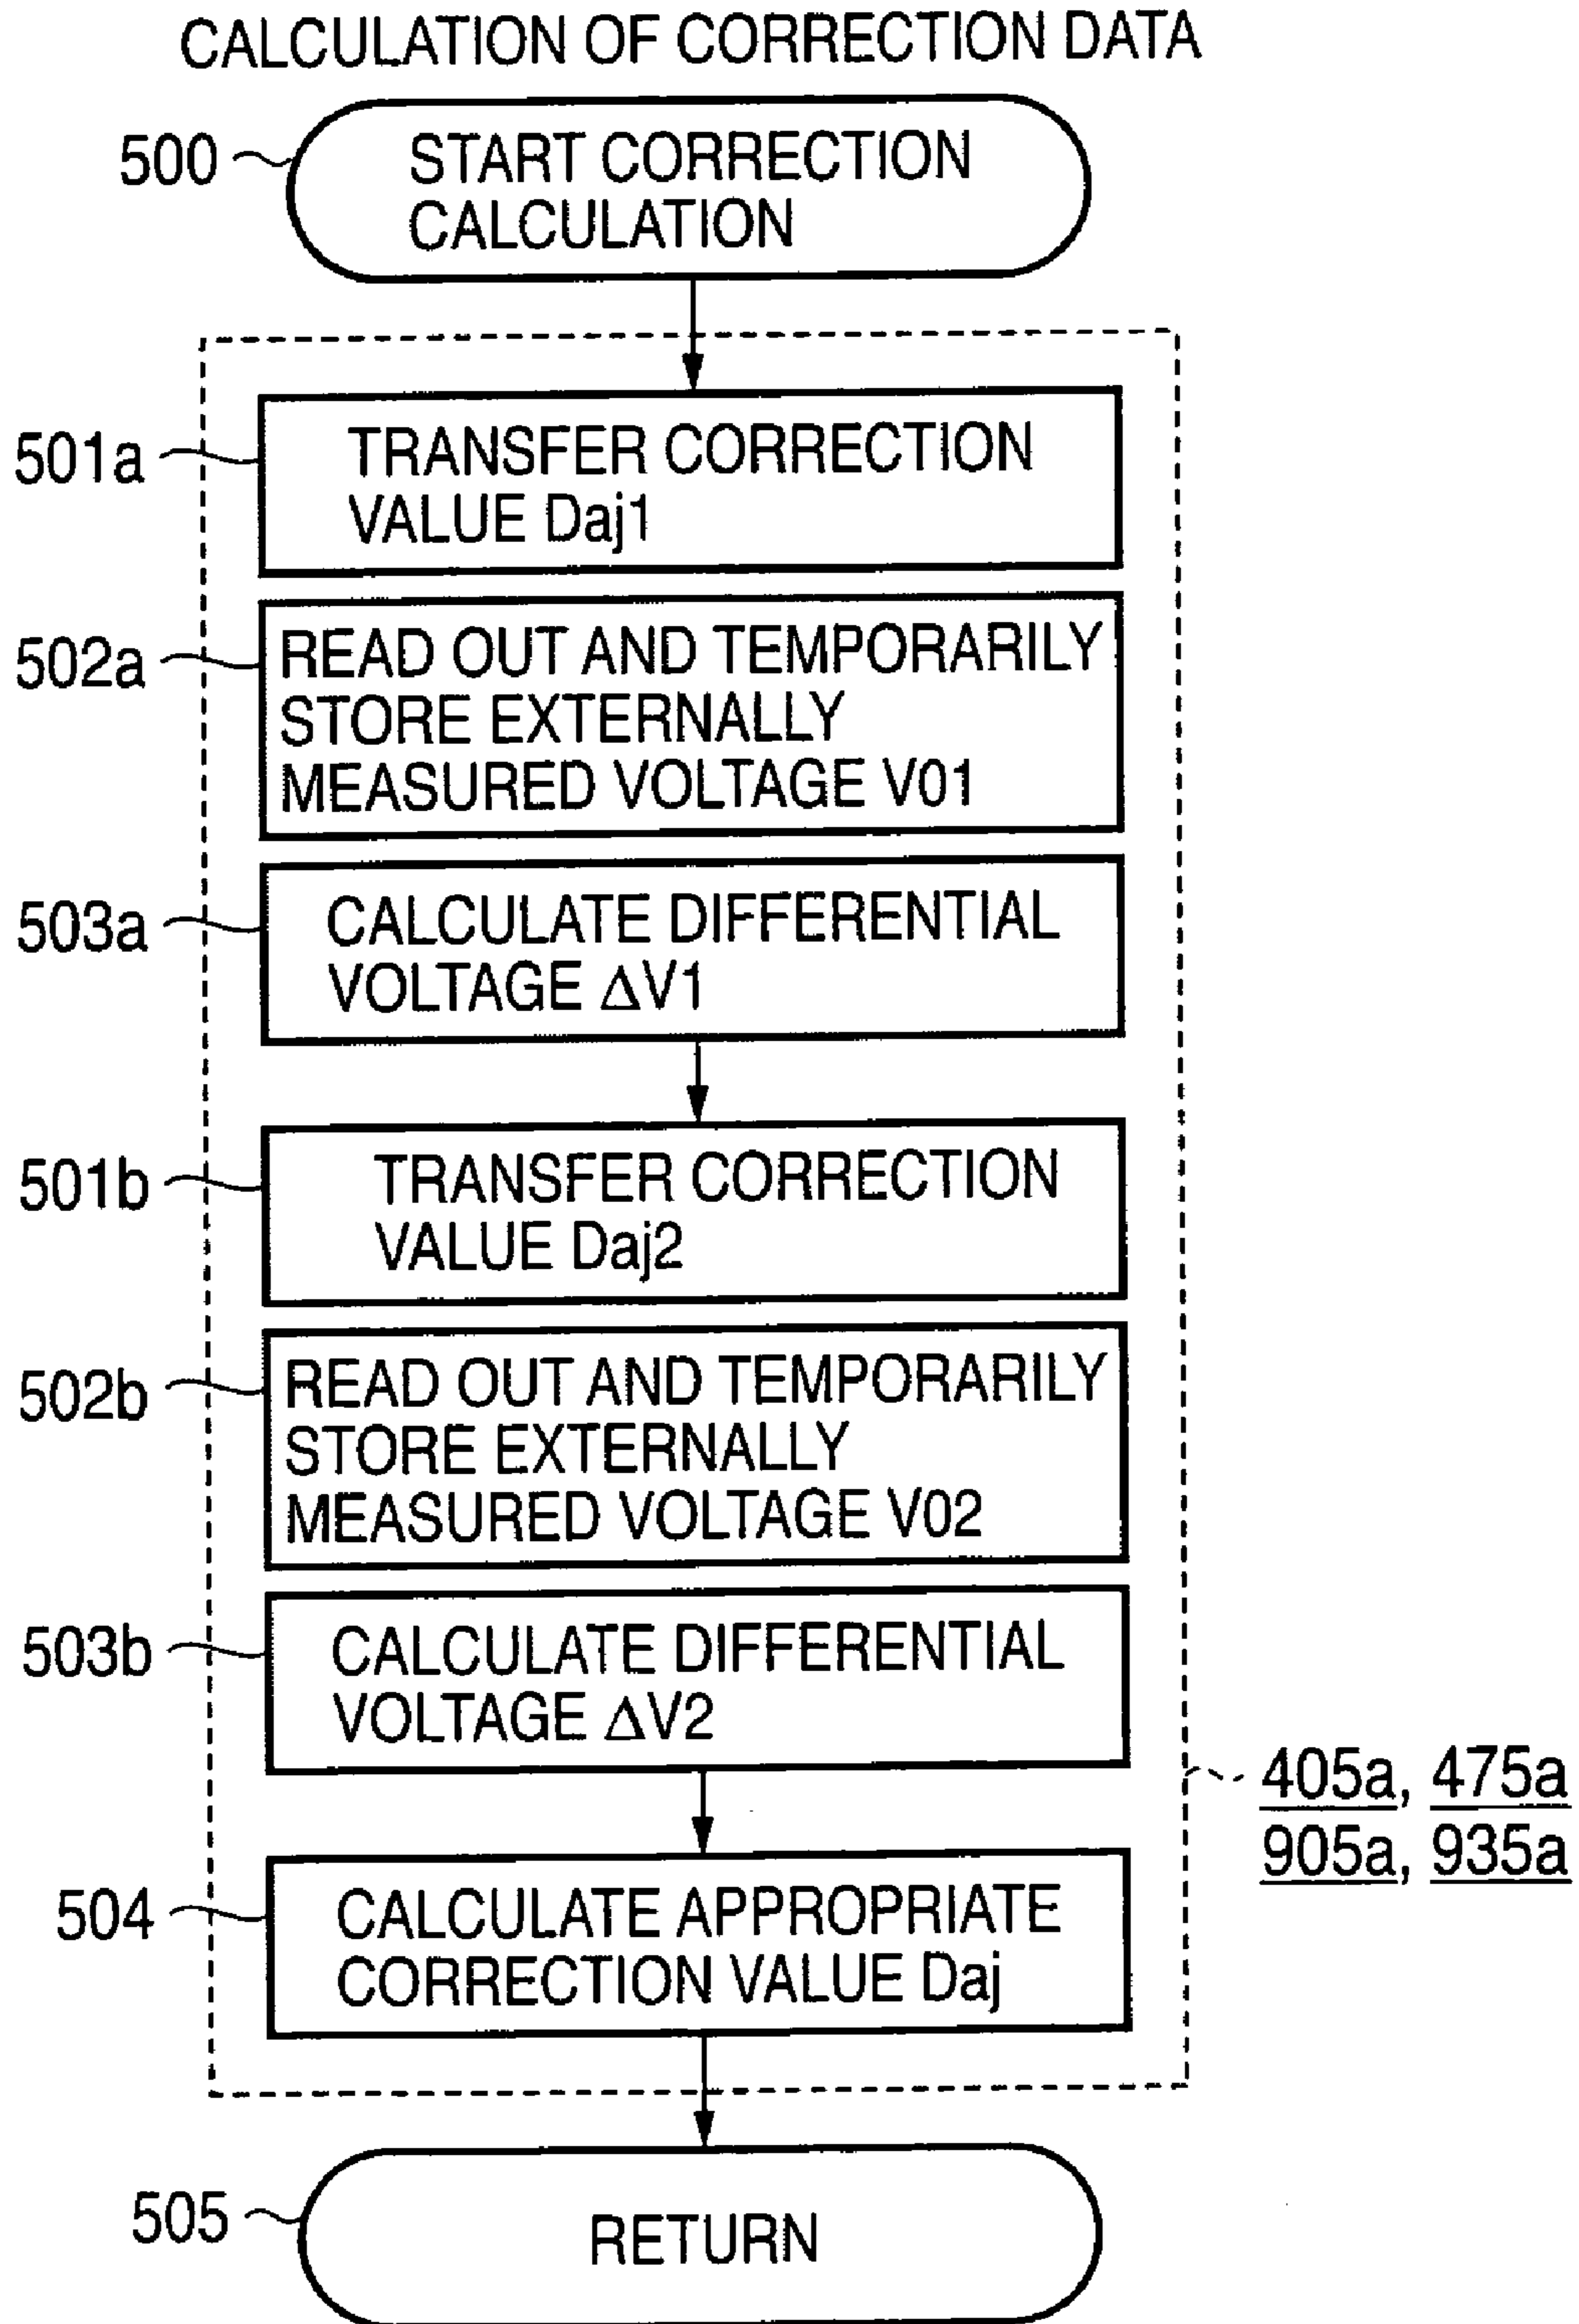 CALCULATION OF CORRECTION DATA
500
START CORRECTION
CALCULATION
501a
TRANSFER CORRECTION
VALUE Daj1
502a
READ OUT AND TEMPORARILY
STORE EXTERNALLY
MEASURED VOLTAGE V01
503a
CALCULATE DIFFERENTIAL
VOLTAGE ΔV1
501b
TRANSFER CORRECTION
VALUE Daj2
502b
READ OUT AND TEMPORARILY
STORE EXTERNALLY
MEASURED VOLTAGE V02
503b
CALCULATE DIFFERENTIAL
VOLTAGE ΔV2
405a, 475a
905a, 935a
504
CALCULATE APPROPRIATE
CORRECTION VALUE Daj
505
RETURN